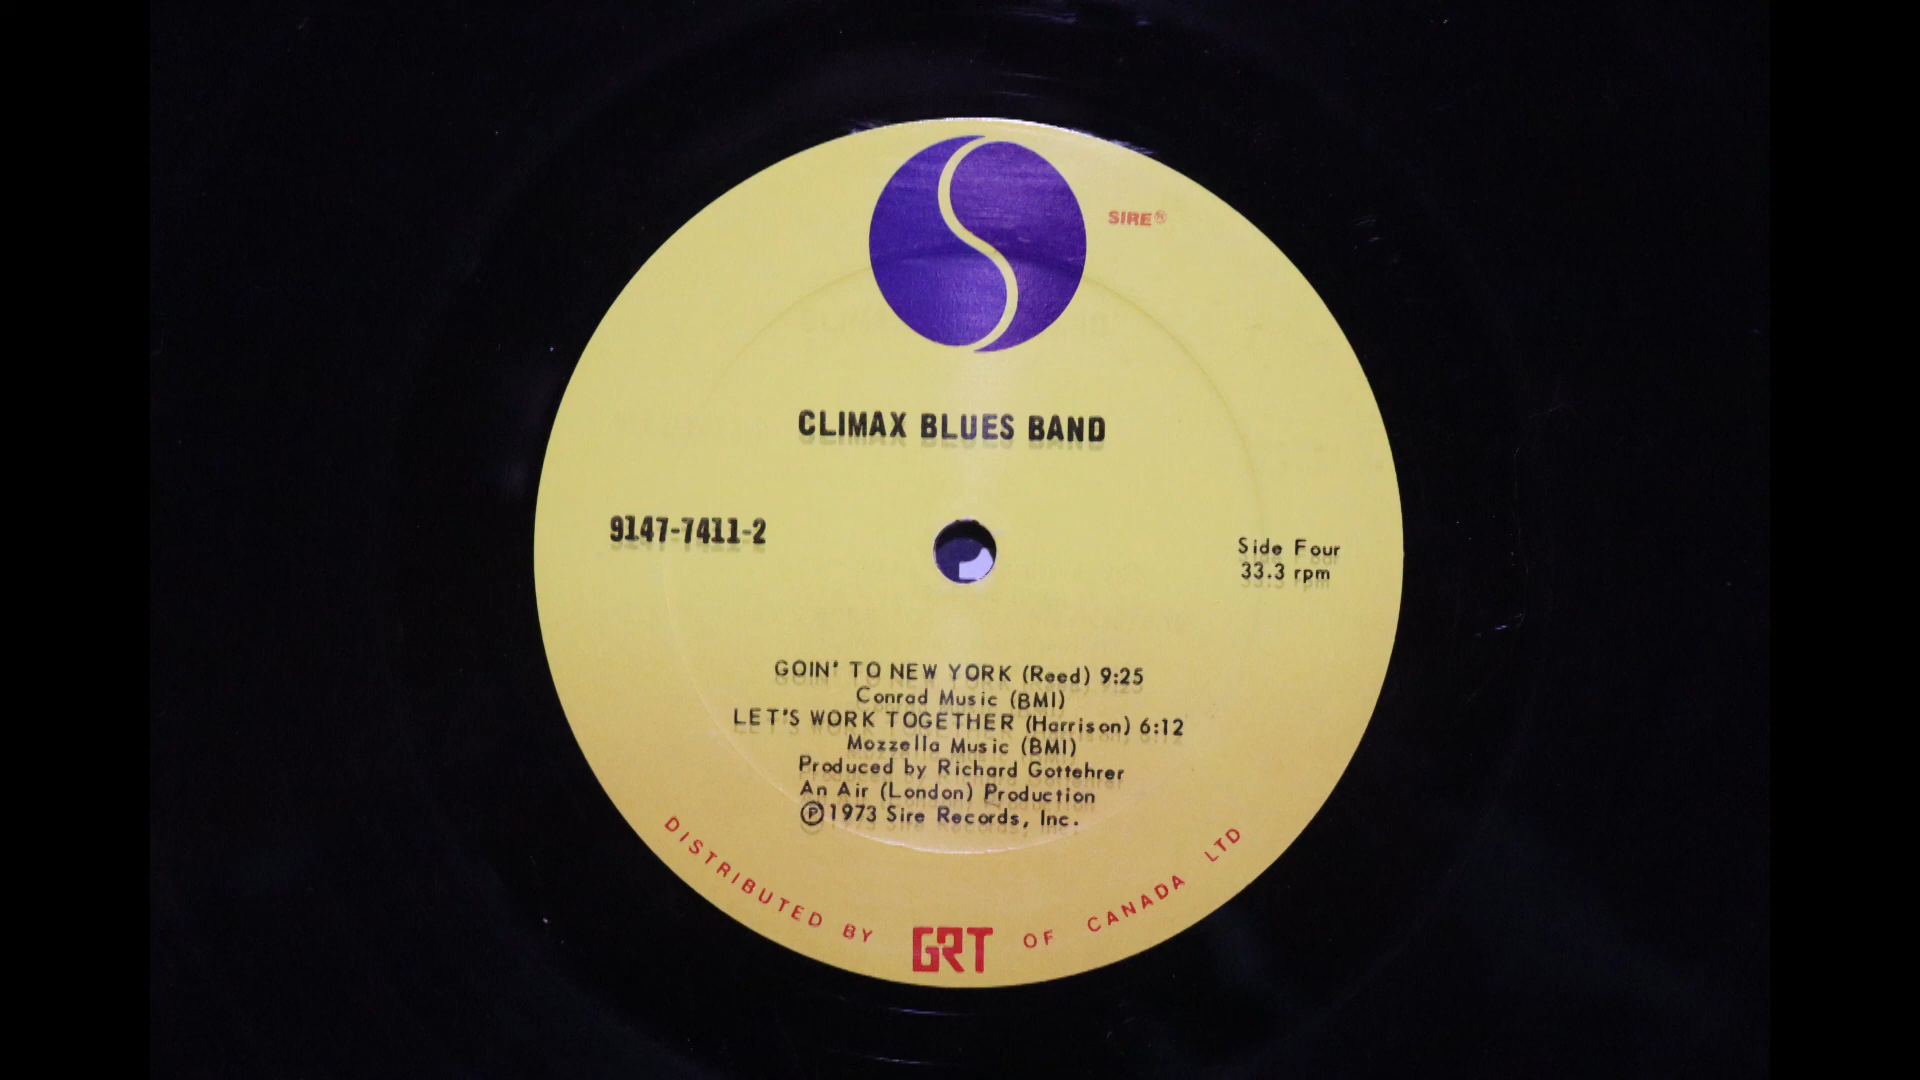 SIRE®
CLIMAX BLUES BAND
9147-7411-2
Side Four
33.3 rpm
GOIN' TO NEW YORK (Reed) 9:25
Conrad Music (BMI)
LET'S WORK TOGETHER (Harrison) 6:12
Mozzella Music (BMI)
Produced by Richard Gottehrer
An Air (London) Production
Ⓟ1973 Sire Records, Inc.
DISTRIBUTED BY GRT OF CANADA LTD